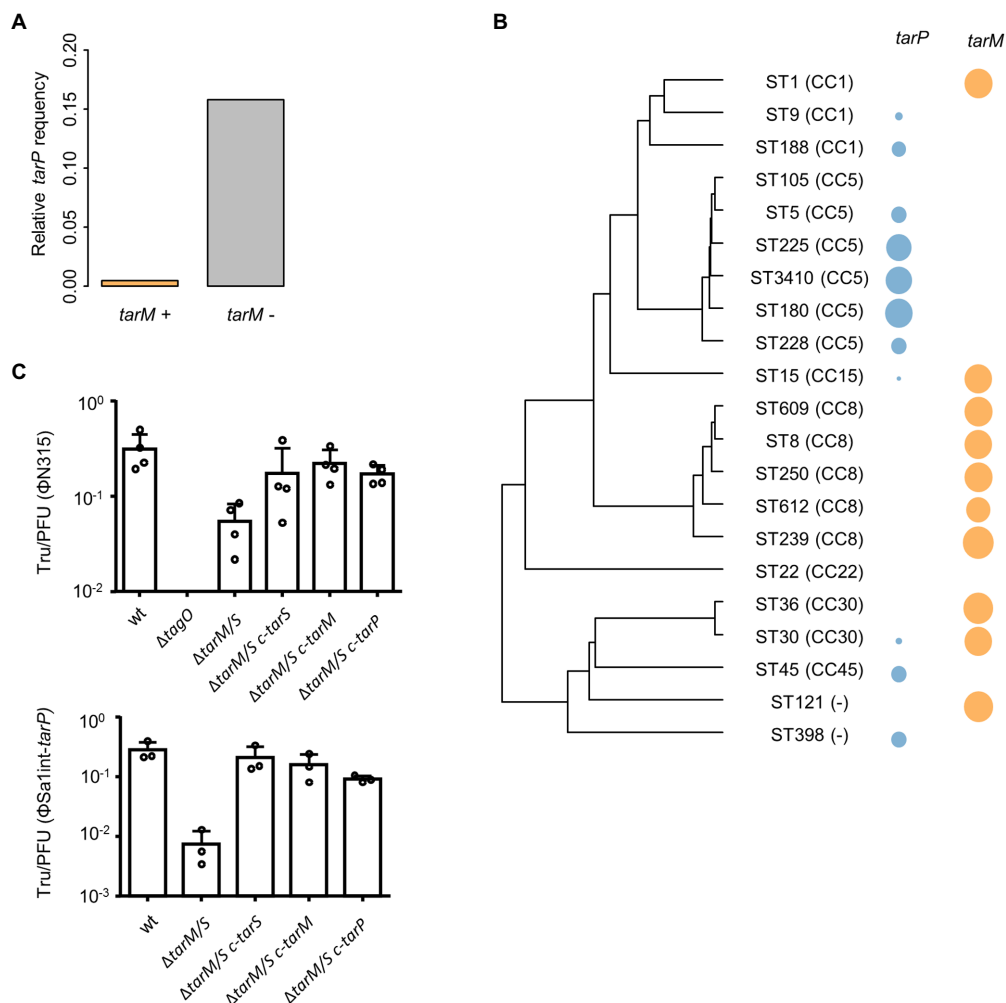 A
Relative tarP requency
0.20
0.15
0.10
0.05
0.00
tarM +
tarM -
B
tarP
tarM
ST1 (CC1)
ST9 (CC1)
ST188 (CC1)
ST105 (CC5)
ST5 (CC5)
ST225 (CC5)
ST3410 (CC5)
ST180 (CC5)
ST228 (CC5)
ST15 (CC15)
ST609 (CC8)
ST8 (CC8)
ST250 (CC8)
ST612 (CC8)
ST239 (CC8)
ST22 (CC22)
ST36 (CC30)
ST30 (CC30)
ST45 (CC45)
ST121 (-)
ST398 (-)
C
Tru/PFU (ΦN315)
10⁰
10⁻¹
10⁻²
wt
ΔtagO
ΔtarM/S
ΔtarM/S c-tarS
ΔtarM/S c-tarM
ΔtarM/S c-tarP
Tru/PFU (ΦSa1int-tarP)
10⁰
10⁻¹
10⁻²
10⁻³
wt
ΔtarM/S
ΔtarM/S c-tarS
ΔtarM/S c-tarM
ΔtarM/S c-tarP